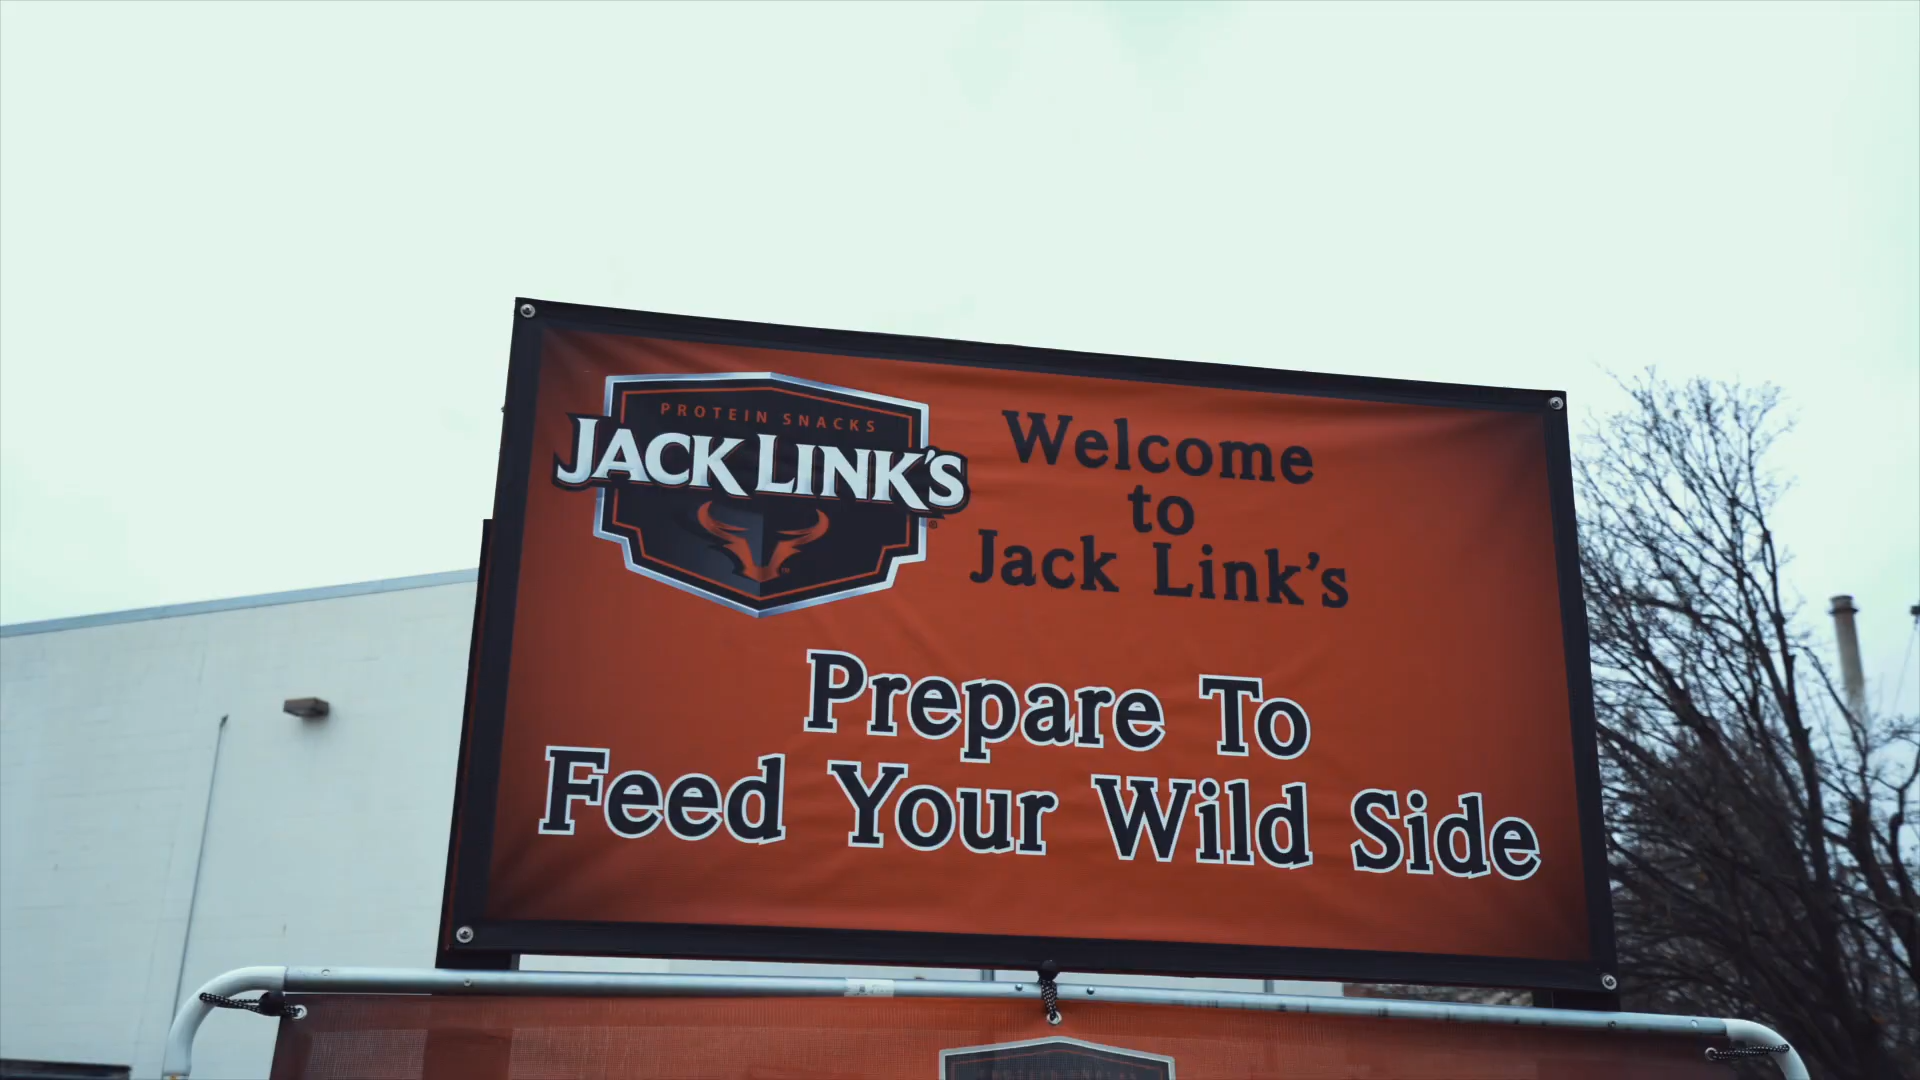 PROTEIN SNACKS
JACK LINK'S
Welcome
to
Jack Link's
Prepare To
Feed Your Wild Side